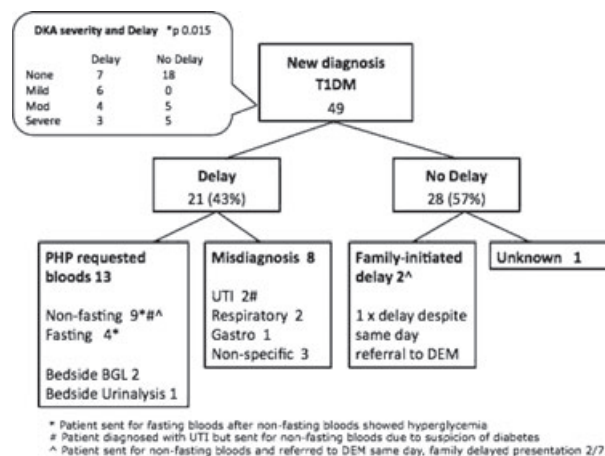 DKA severity and Delay *p 0.015
Delay No Delay
None 7 18
Mild 6 0
Mod 4 5
Severe 3 5
New diagnosis
T1DM
49
Delay
21 (43%)
No Delay
28 (57%)
PHP requested
bloods 13
Non-fasting 9*#^
Fasting 4*
Bedside BGL 2
Bedside Urinalysis 1
Misdiagnosis 8
UTI 2#
Respiratory 2
Gastro 1
Non-specific 3
Family-initiated
delay 2^
1 x delay despite
same day
referral to DEM
Unknown 1
* Patient sent for fasting bloods after non-fasting bloods showed hyperglycemia
# Patient diagnosed with UTI but sent for non-fasting bloods due to suspicion of diabetes
^ Patient sent for non-fasting bloods and referred to DEM same day, family delayed presentation 2/7